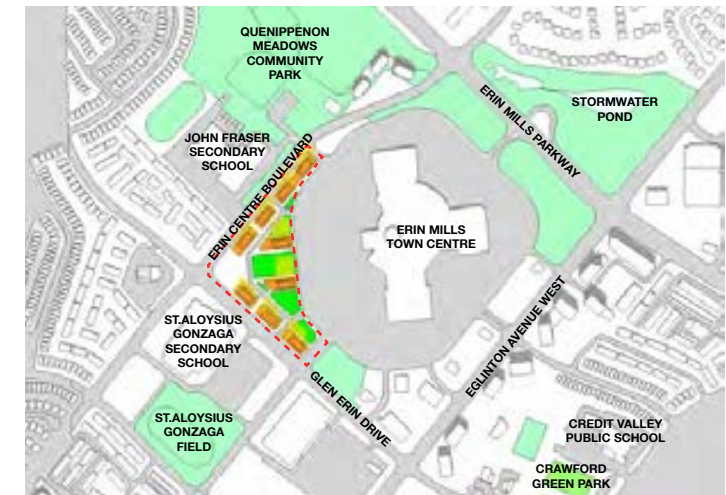 QUENIPPENON
MEADOWS
COMMUNITY
PARK
STORMWATER
POND
ERIN MILLS PARKWAY
JOHN FRASER
SECONDARY
SCHOOL
ERIN CENTRE BOULEVARD
ERIN MILLS
TOWN CENTRE
EGLINTON AVENUE WEST
ST.ALOYSIUS
GONZAGA
SECONDARY
SCHOOL
GLEN ERIN DRIVE
ST.ALOYSIUS
GONZAGA
FIELD
CREDIT VALLEY
PUBLIC SCHOOL
CRAWFORD
GREEN PARK